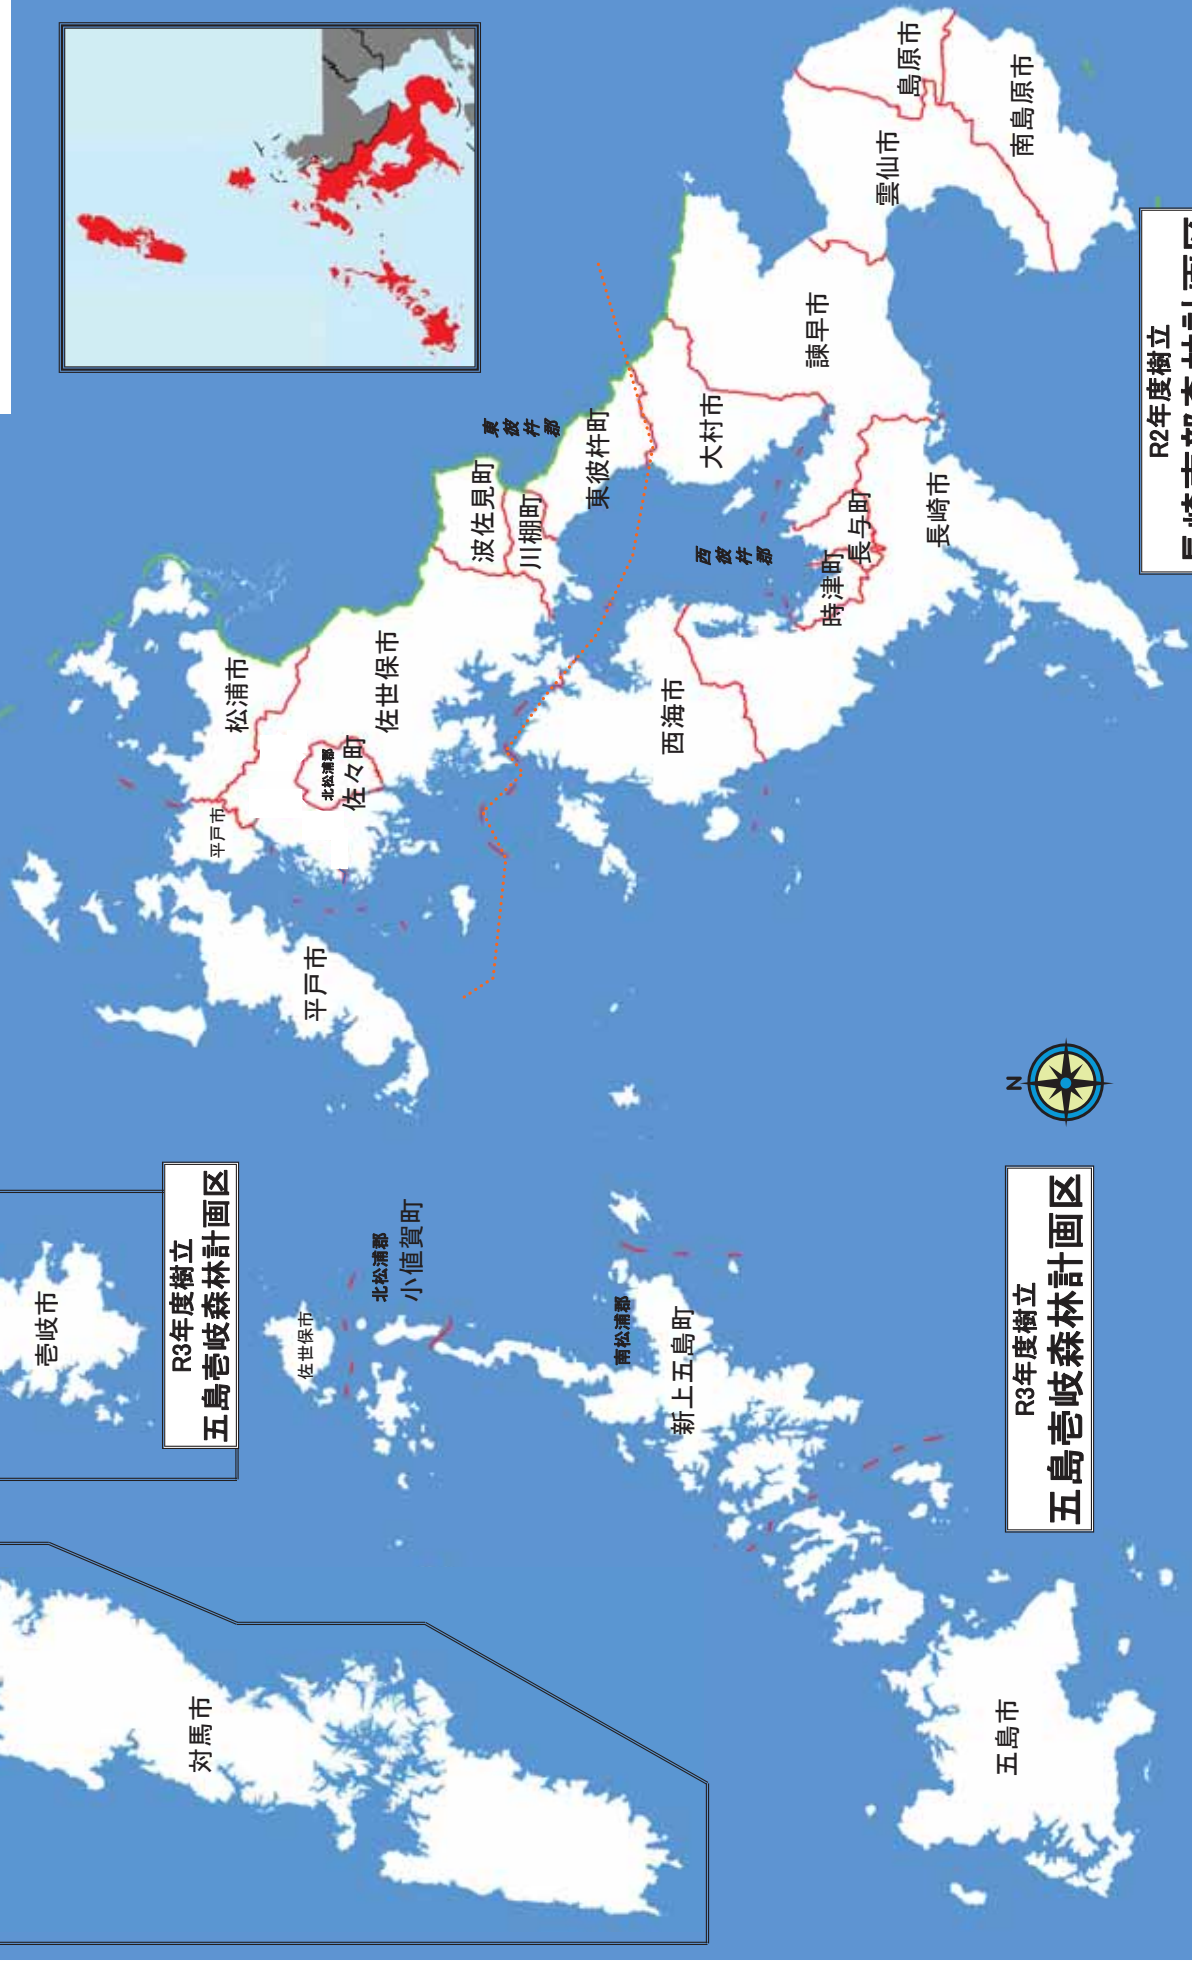 壱岐市
R3年度樹立
五島壱岐森林計画区
対馬市
平戸市
松浦市
佐世保市
平戸市
北松浦郡
佐々町
北松浦郡
小値賀町
佐世保市
波佐見町
東彼杵郡
川棚町
東彼杵町
南松浦郡
新上五島町
西海市
大村市
西彼杵郡
諫早市
時津町
長与町
雲仙市
島原市
長崎市
五島市
N
南島原市
R3年度樹立
五島壱岐森林計画区
R2年度樹立